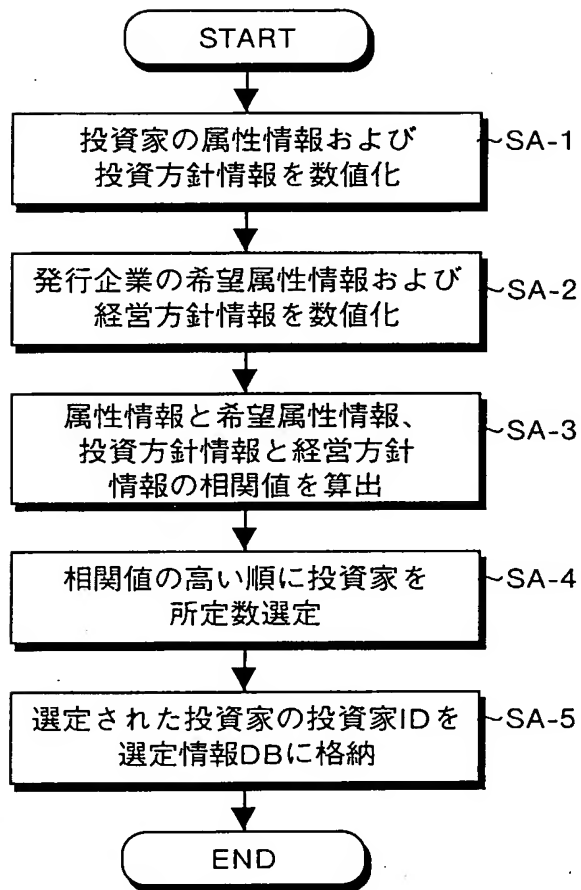 START
投資家の属性情報および
投資方針情報を数値化
SA-1
発行企業の希望属性情報および
経営方針情報を数値化
SA-2
属性情報と希望属性情報、
投資方針情報と経営方針
情報の相関値を算出
SA-3
相関値の高い順に投資家を
所定数選定
SA-4
選定された投資家の投資家IDを
選定情報DBに格納
SA-5
END